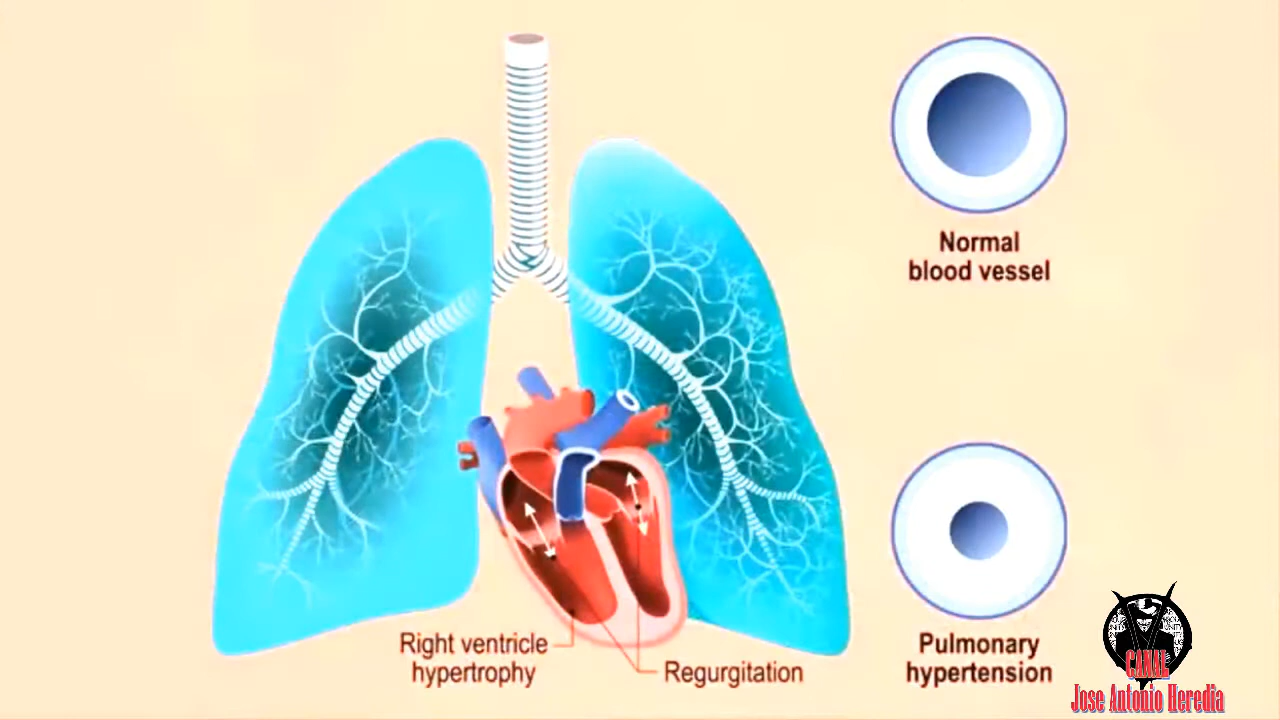 Normal
blood vessel
Right ventricle
hypertrophy
Regurgitation
Pulmonary
hypertension
CANAL
Jose Antonio Heredia